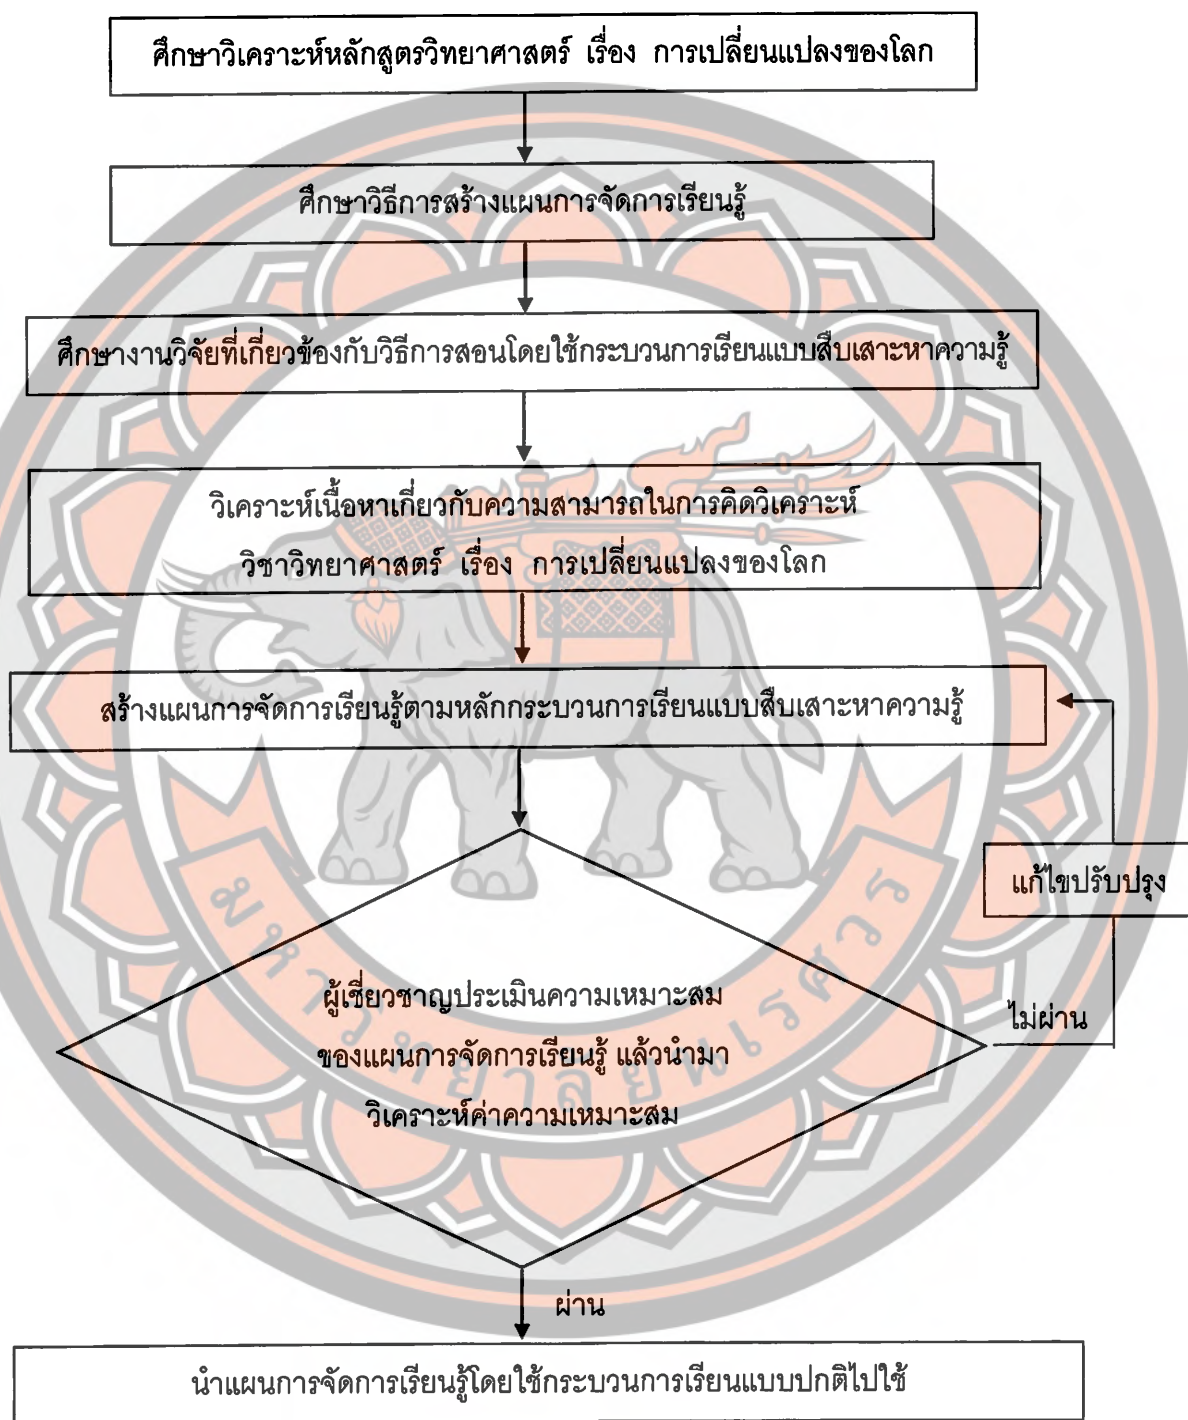 ศึกษาวิเคราะห์หลักสูตรวิทยาศาสตร์ เรื่อง การเปลี่ยนแปลงของโลก
ศึกษาวิธีการสร้างแผนการจัดการเรียนรู้
ศึกษางานวิจัยที่เกี่ยวข้องกับวิธีการสอนโดยใช้กระบวนการเรียนแบบสืบเสาะหาความรู้
วิเคราะห์เนื้อหาเกี่ยวกับความสามารถในการคิดวิเคราะห์
วิชาวิทยาศาสตร์ เรื่อง การเปลี่ยนแปลงของโลก
สร้างแผนการจัดการเรียนรู้ตามหลักกระบวนการเรียนแบบสืบเสาะหาความรู้
แก้ไขปรับปรุง
ผู้เชี่ยวชาญประเมินความเหมาะสม
ของแผนการจัดการเรียนรู้ แล้วนำมา
วิเคราะห์ค่าความเหมาะสม
ไม่ผ่าน
ผ่าน
นำแผนการจัดการเรียนรู้โดยใช้กระบวนการเรียนแบบปกติไปใช้
มหาวิทยาลัยนเรศวร